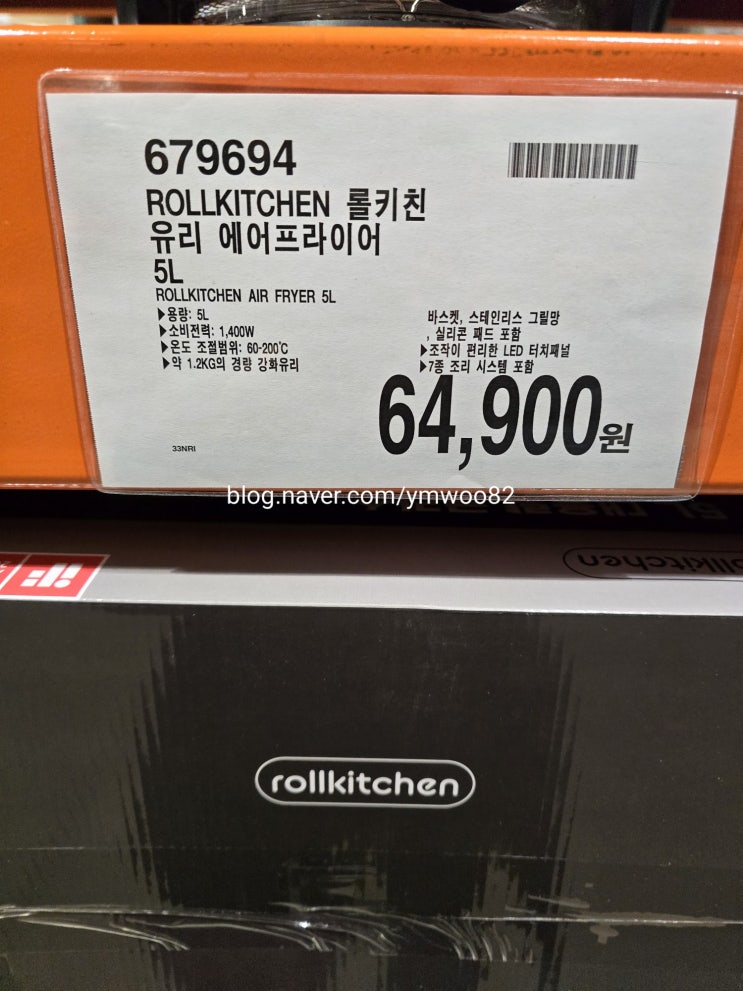 679694
ROLLKITCHEN 롤키친
유리 에어프라이어
5L
ROLLKITCHEN AIR FRYER 5L
▶용량: 5L
▶소비전력: 1,400W
▶온도 조절범위: 60-200℃
▶약 1.2KG의 경량 강화유리
바스켓, 스테인리스 그릴망
, 실리콘 패드 포함
▶조작이 편리한 LED 터치패널
▶7종 조리 시스템 포함
64,900원
33NRI
blog.naver.com/ymwoo82
rollkitchen
rollkitchen